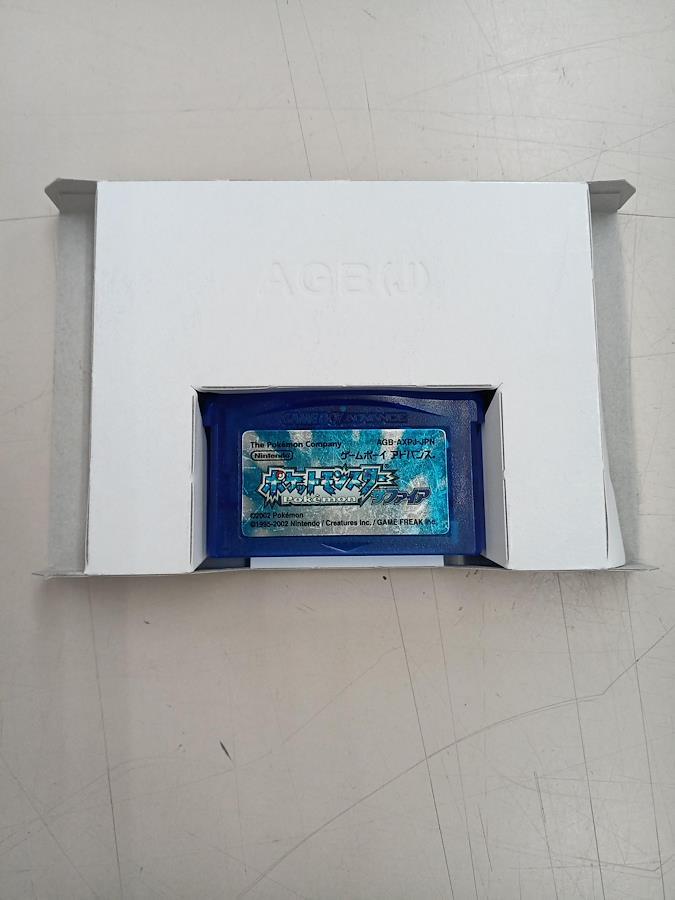 AGB(J)
GAME BOY ADVANCE
The Pokémon Company AGB-AXPJ-JPN
Nintendo ゲームボーイ アドバンス
ポケットモンスター
Pokémon サファイア
©2002 Pokémon
©1995-2002 Nintendo / Creatures Inc. / GAME FREAK Inc.